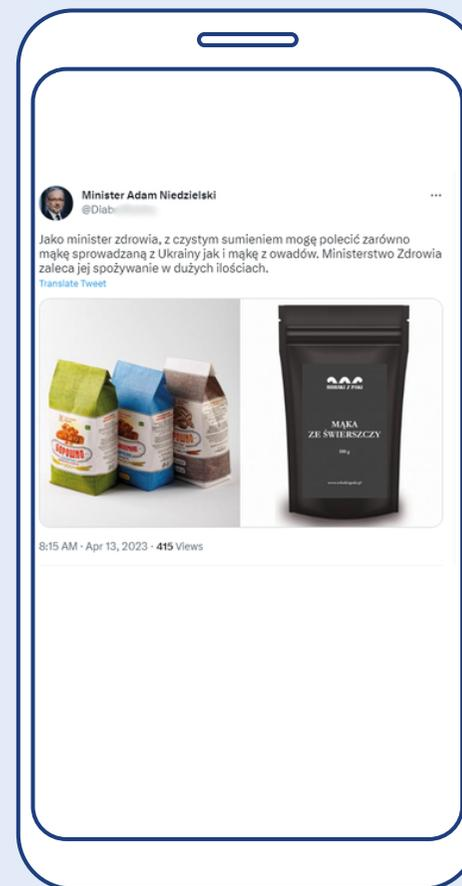 Minister Adam Niedzielski
@Diab
Jako minister zdrowia, z czystym sumieniem mogę polecić zarówno
mąkę sprowadzaną z Ukrainy jak i mąkę z owadów. Ministerstwo Zdrowia
zaleca jej spożywanie w dużych ilościach.
Translate Tweet
MĄKA
ZE ŚWIERSZCZY
100 g
8:15 AM · Apr 13, 2023 · 415 Views